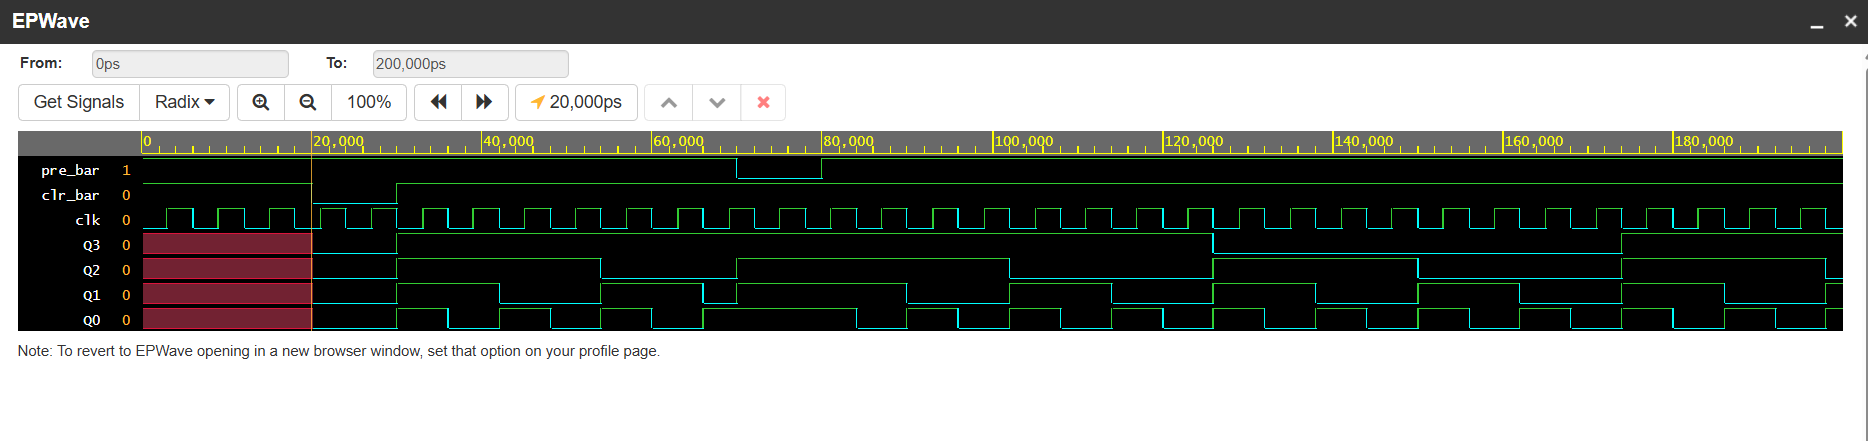 EPWave
From: 0ps To: 200,000ps
Get Signals Radix 100% 20,000ps
0 20,000 40,000 60,000 80,000 100,000 120,000 140,000 160,000 180,000
pre_bar 1
clr_bar 0
clk 0
Q3 0
Q2 0
Q1 0
Q0 0
Note: To revert to EPWave opening in a new browser window, set that option on your profile page.